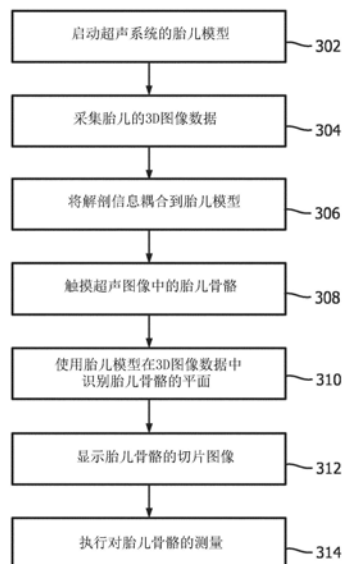 启动超声系统的胎儿模型
302
采集胎儿的3D图像数据
304
将解剖信息耦合到胎儿模型
306
触摸超声图像中的胎儿骨骼
308
使用胎儿模型在3D图像数据中
识别胎儿骨骼的平面
310
显示胎儿骨骼的切片图像
312
执行对胎儿骨骼的测量
314